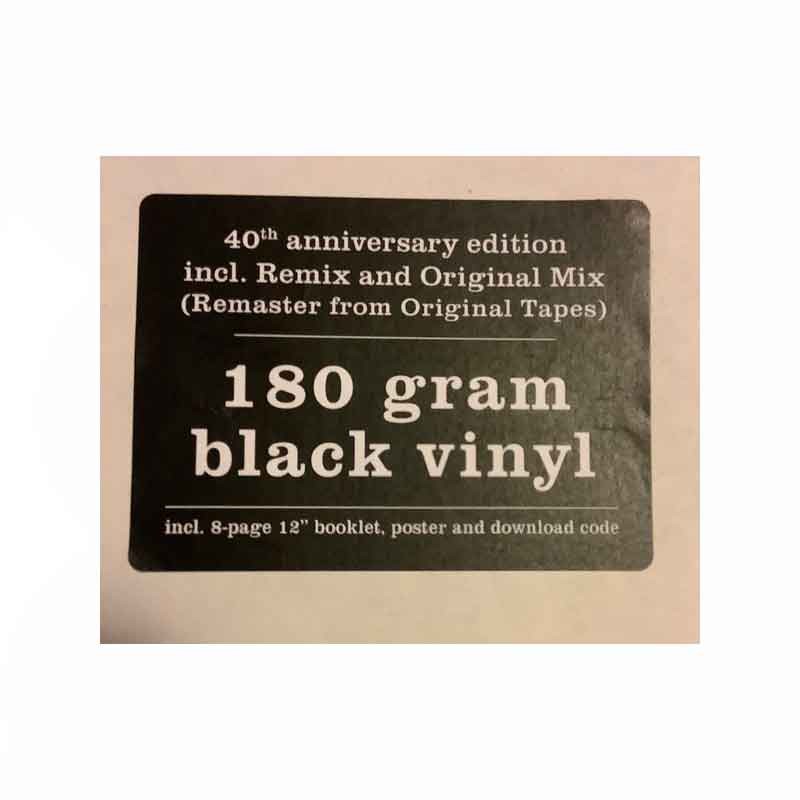 40th anniversary edition
incl. Remix and Original Mix
(Remaster from Original Tapes)
180 gram
black vinyl
incl. 8-page 12” booklet, poster and download code